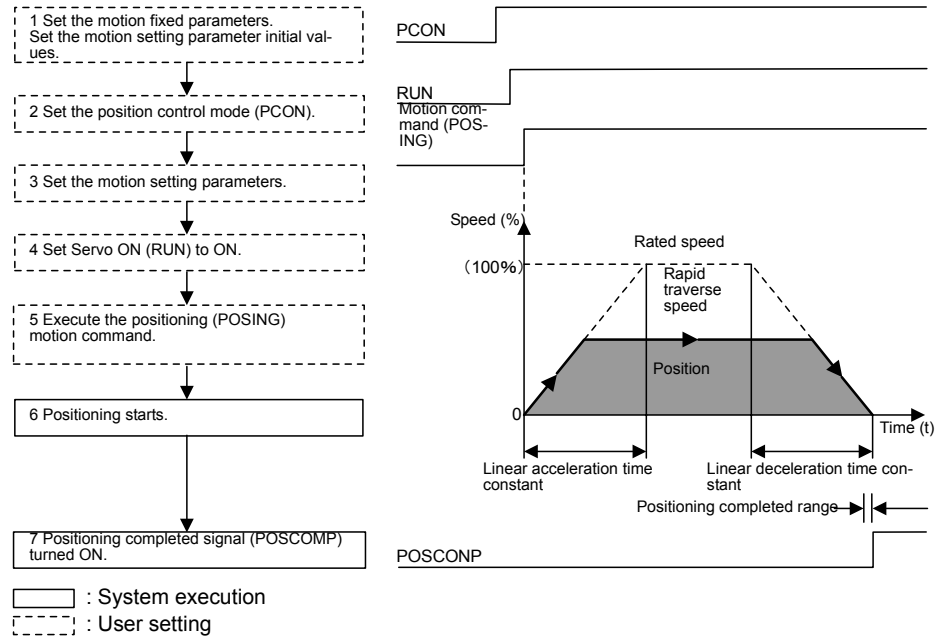 1 Set the motion fixed parameters.
Set the motion setting parameter initial val-
ues.
2 Set the position control mode (PCON).
3 Set the motion setting parameters.
4 Set Servo ON (RUN) to ON.
5 Execute the positioning (POSING)
motion command.
6 Positioning starts.
7 Positioning completed signal (POSCOMP)
turned ON.
: System execution
: User setting
PCON
RUN
Motion com-
mand (POS-
ING)
Speed (%)
Rated speed
(100%)
Rapid
traverse
speed
Position
0
Time (t)
Linear acceleration time
constant
Linear deceleration time con-
stant
Positioning completed range
POSCONP